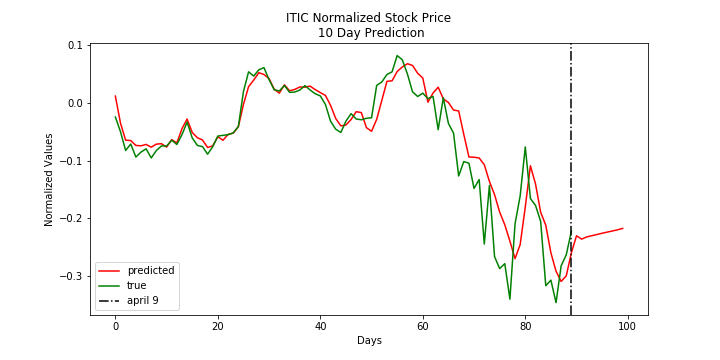 ITIC Normalized Stock Price
10 Day Prediction
Normalized Values
0.1
0.0
−0.1
−0.2
−0.3
predicted
true
april 9
0
20
40
60
80
100
Days